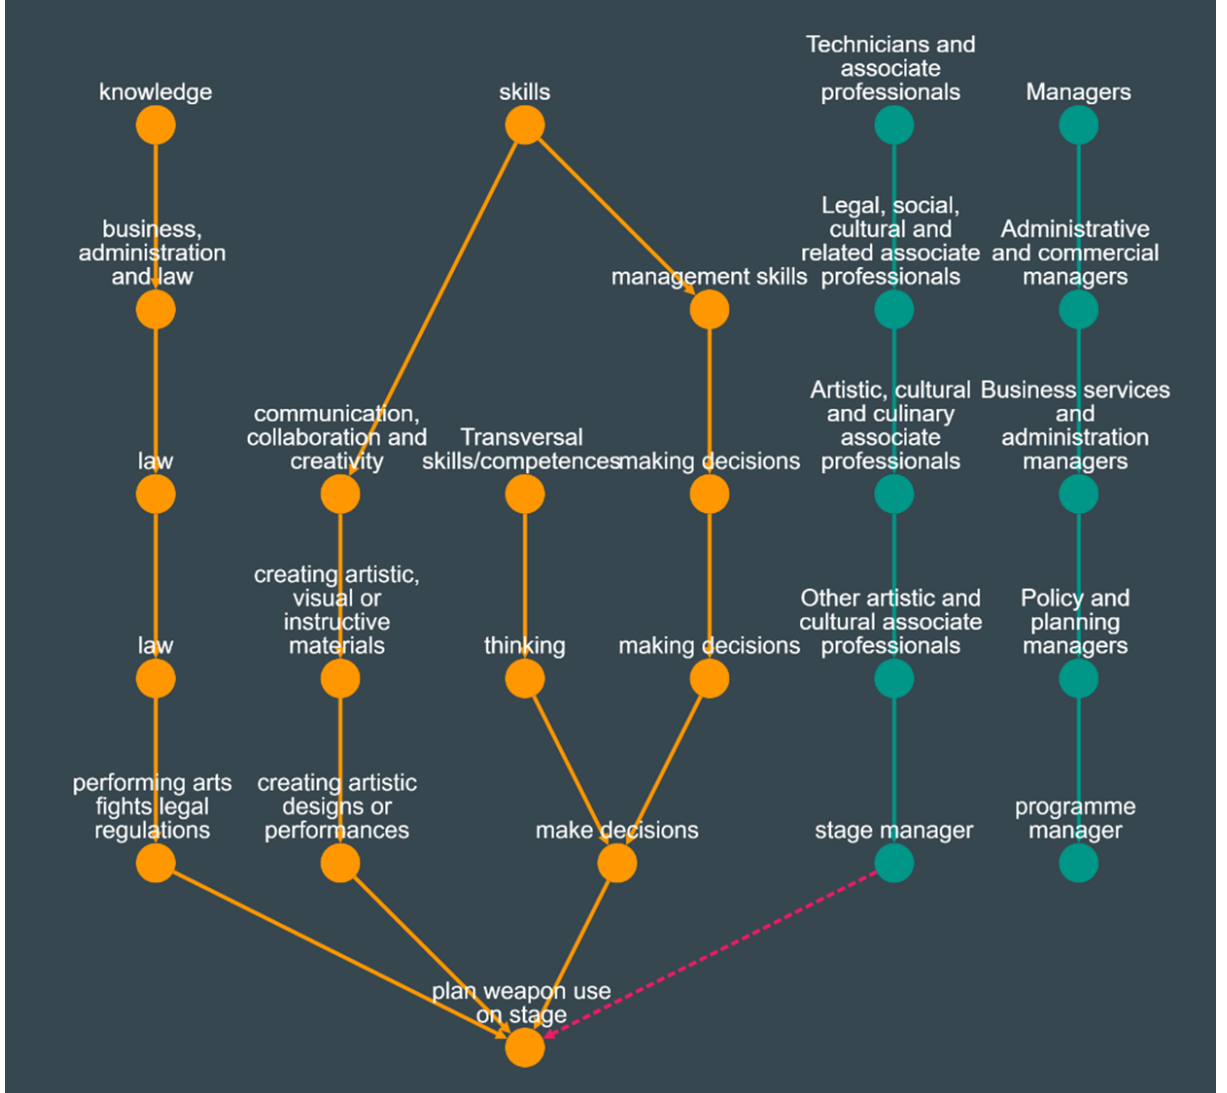 knowledge
skills
Technicians and
associate
professionals
Managers
business,
administration
and law
management skills
Legal, social,
cultural and
related associate
professionals
Administrative
and commercial
managers
law
communication,
collaboration and
creativity
Transversal
skills/competences
making decisions
Artistic, cultural
and culinary
associate
professionals
Business services
and
administration
managers
law
creating artistic,
visual or
instructive
materials
thinking
making decisions
Other artistic and
cultural associate
professionals
Policy and
planning
managers
performing arts
fights legal
regulations
creating artistic
designs or
performances
make decisions
stage manager
programme
manager
plan weapon use
on stage